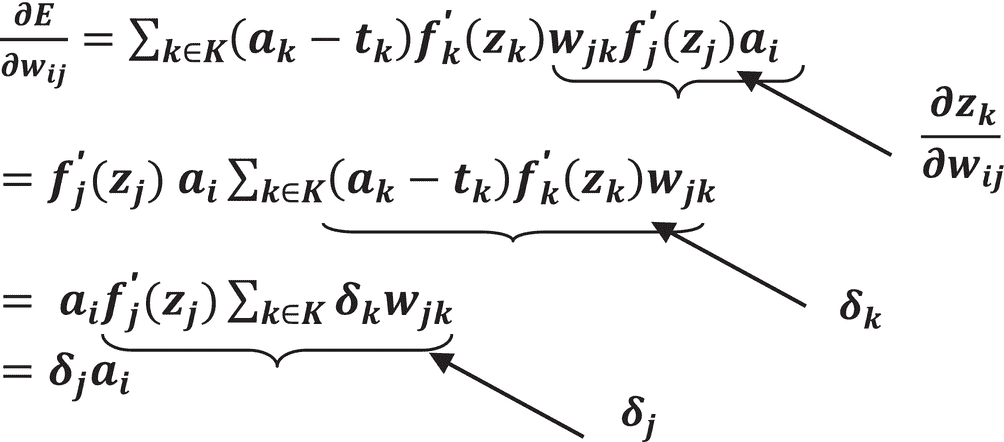 ∂E/∂w_ij = ∑_{k∈K}(a_k − t_k)f'_k(z_k)w_jk f'_j(z_j)a_i
∂z_k/∂w_ij
= f'_j(z_j) a_i ∑_{k∈K}(a_k − t_k)f'_k(z_k)w_jk
= a_i f'_j(z_j) ∑_{k∈K} δ_k w_jk
δ_k
= δ_j a_i
δ_j